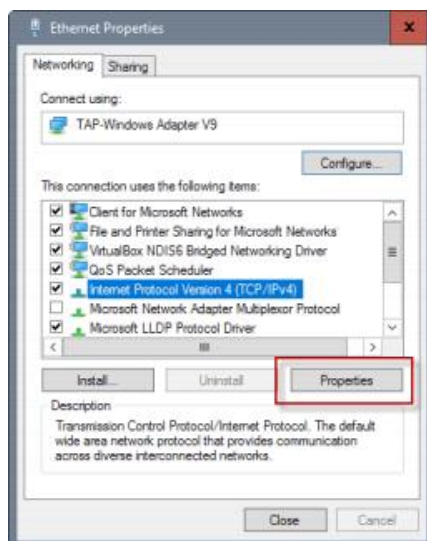 Ethernet Properties
x
Networking Sharing
Connect using:
TAP-Windows Adapter V9
Configure...
This connection uses the following items:
Client for Microsoft Networks
File and Printer Sharing for Microsoft Networks
VirtualBox NDIS6 Bridged Networking Driver
QoS Packet Scheduler
Internet Protocol Version 4 (TCP/IPv4)
Microsoft Network Adapter Multiplexor Protocol
Microsoft LLDP Protocol Driver
Install... Uninstall Properties
Description
Transmission Control Protocol/Internet Protocol. The default
wide area network protocol that provides communication
across diverse interconnected networks.
Close Cancel